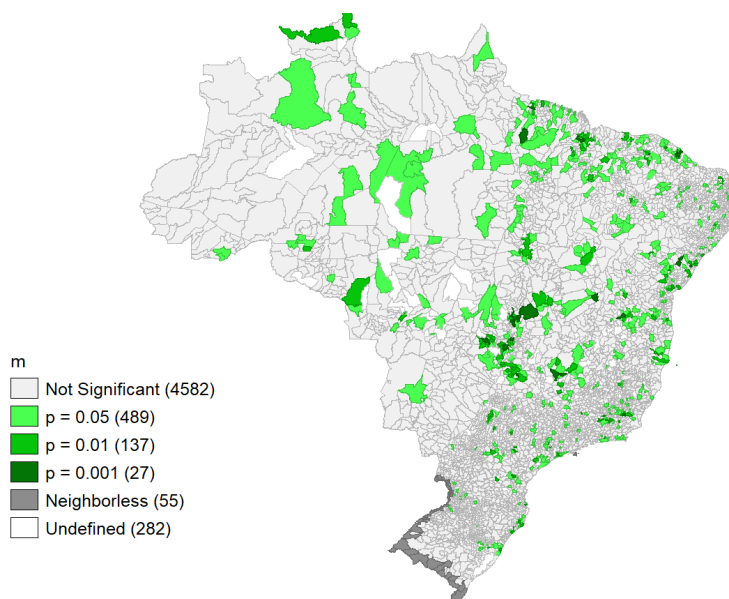 m
Not Significant (4582)
p = 0.05 (489)
p = 0.01 (137)
p = 0.001 (27)
Neighborless (55)
Undefined (282)